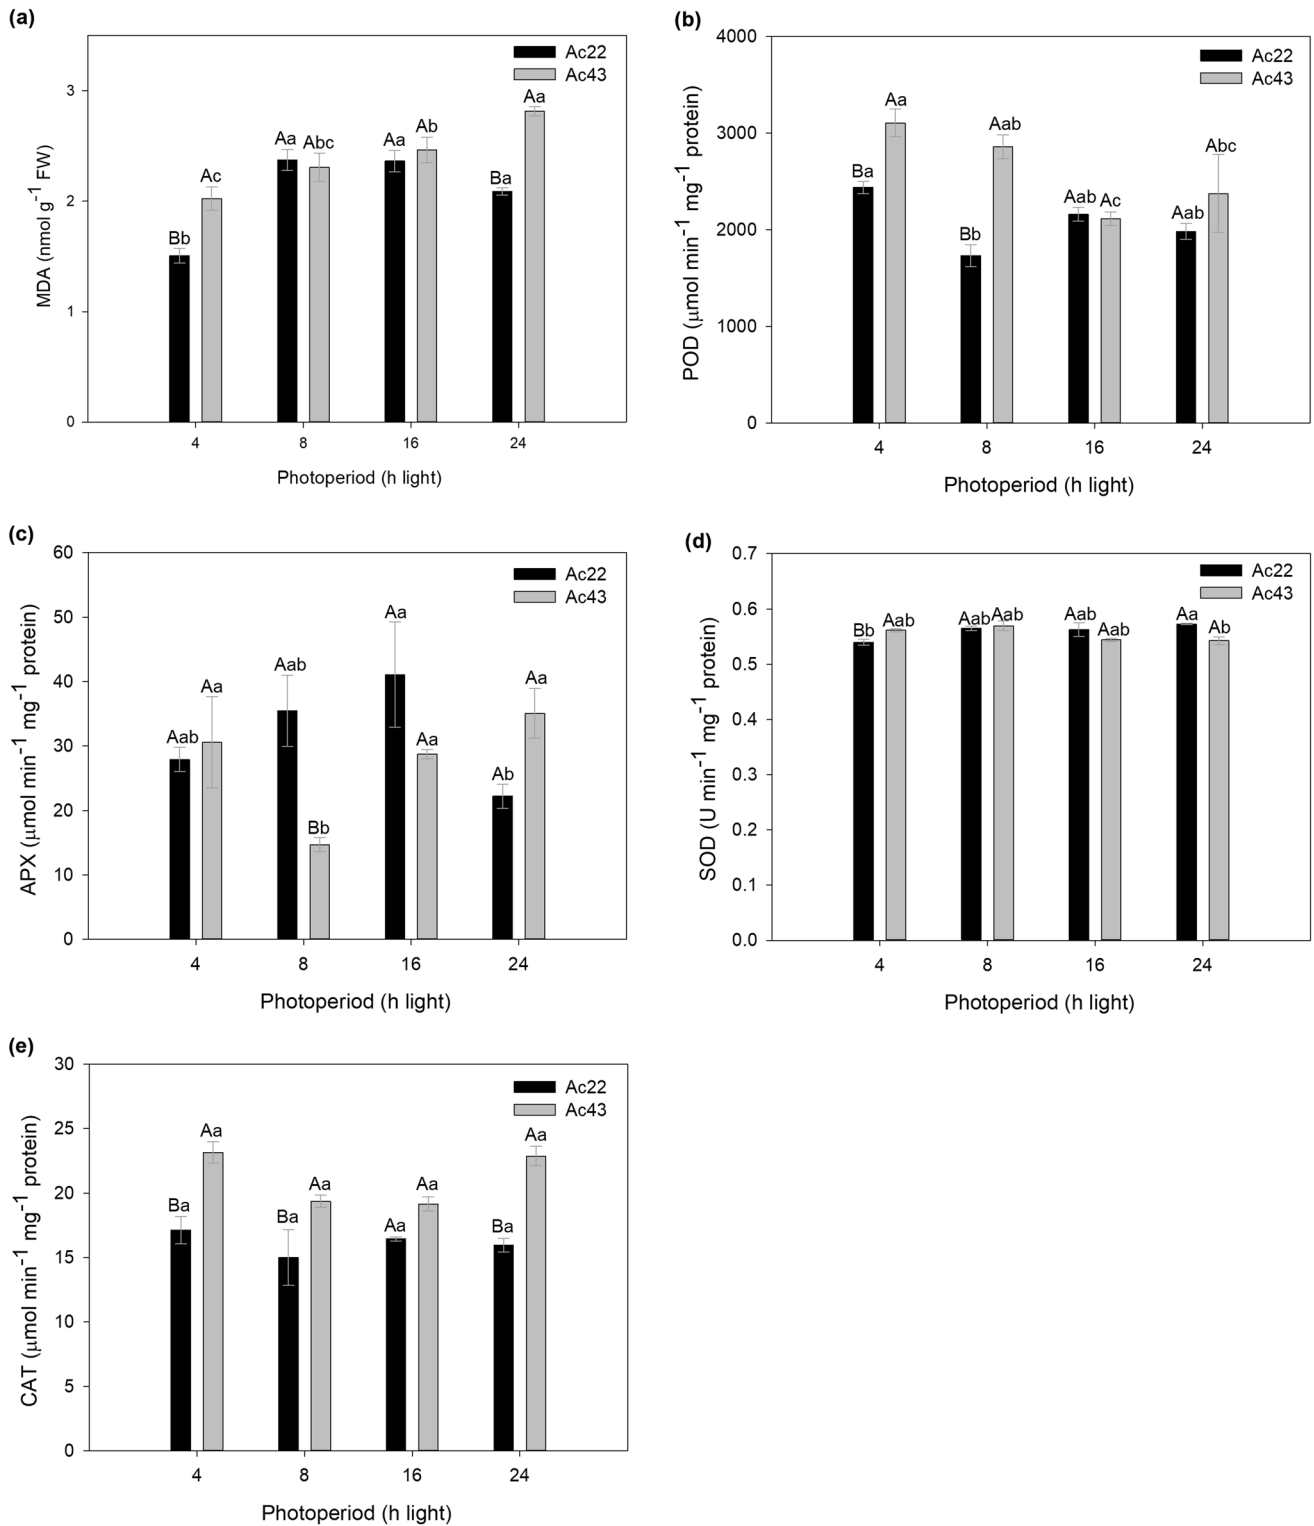 (a)
Ac22
Ac43
MDA (nmol g⁻¹ FW)
3
2
1
0
Bb
Ac
Aa
Abc
Aa
Ab
Ba
Aa
4
8
16
24
Photoperiod (h light)
(b)
Ac22
Ac43
POD (µmol min⁻¹ mg⁻¹ protein)
4000
3000
2000
1000
0
Ba
Aa
Bb
Aab
Aab
Ac
Aab
Abc
4
8
16
24
Photoperiod (h light)
(c)
Ac22
Ac43
APX (µmol min⁻¹ mg⁻¹ protein)
60
50
40
30
20
10
0
Aab
Aa
Aab
Bb
Aa
Aa
Ab
Aa
4
8
16
24
Photoperiod (h light)
(d)
Ac22
Ac43
SOD (U min⁻¹ mg⁻¹ protein)
0.7
0.6
0.5
0.4
0.3
0.2
0.1
0.0
Bb
Aab
Aab
Aab
Aab
Aab
Aa
Ab
4
8
16
24
Photoperiod (h light)
(e)
Ac22
Ac43
CAT (µmol min⁻¹ mg⁻¹ protein)
30
25
20
15
10
5
0
Ba
Aa
Ba
Aa
Aa
Aa
Ba
Aa
4
8
16
24
Photoperiod (h light)